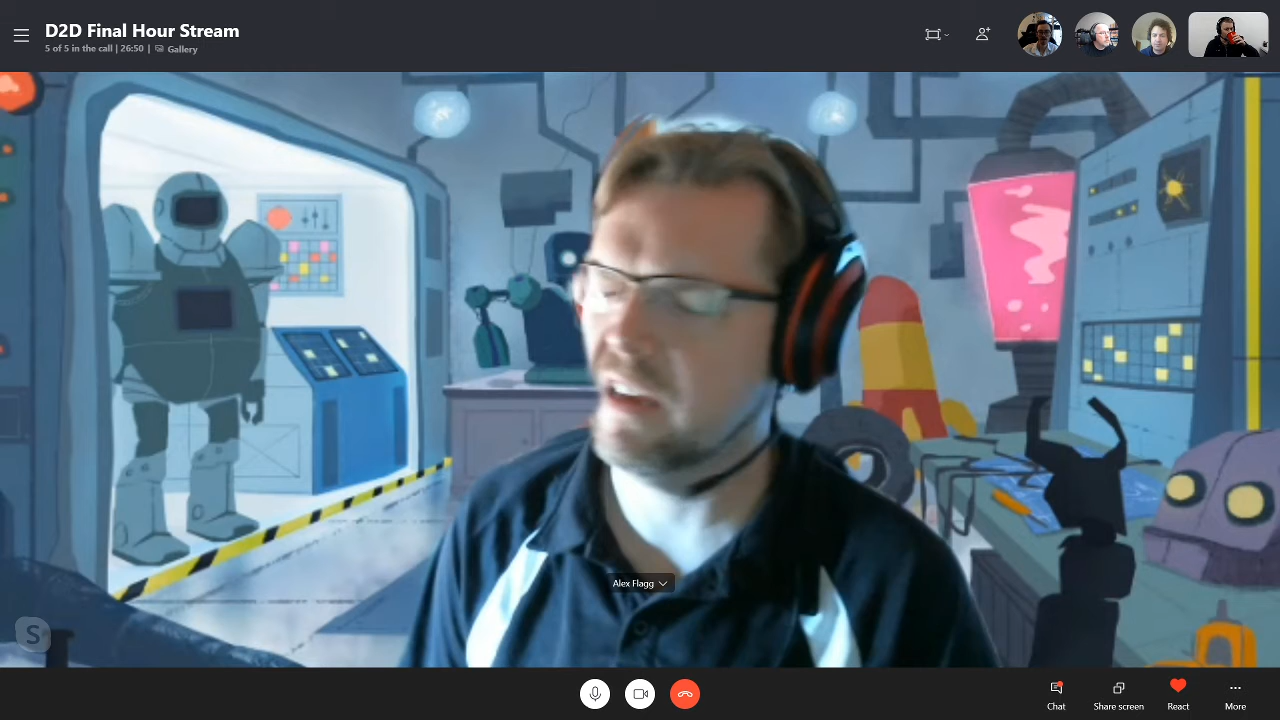 D2D Final Hour Stream
5 of 5 in the call | 26:50 | Gallery
Alex Flagg
S
Chat
Share screen
React
More